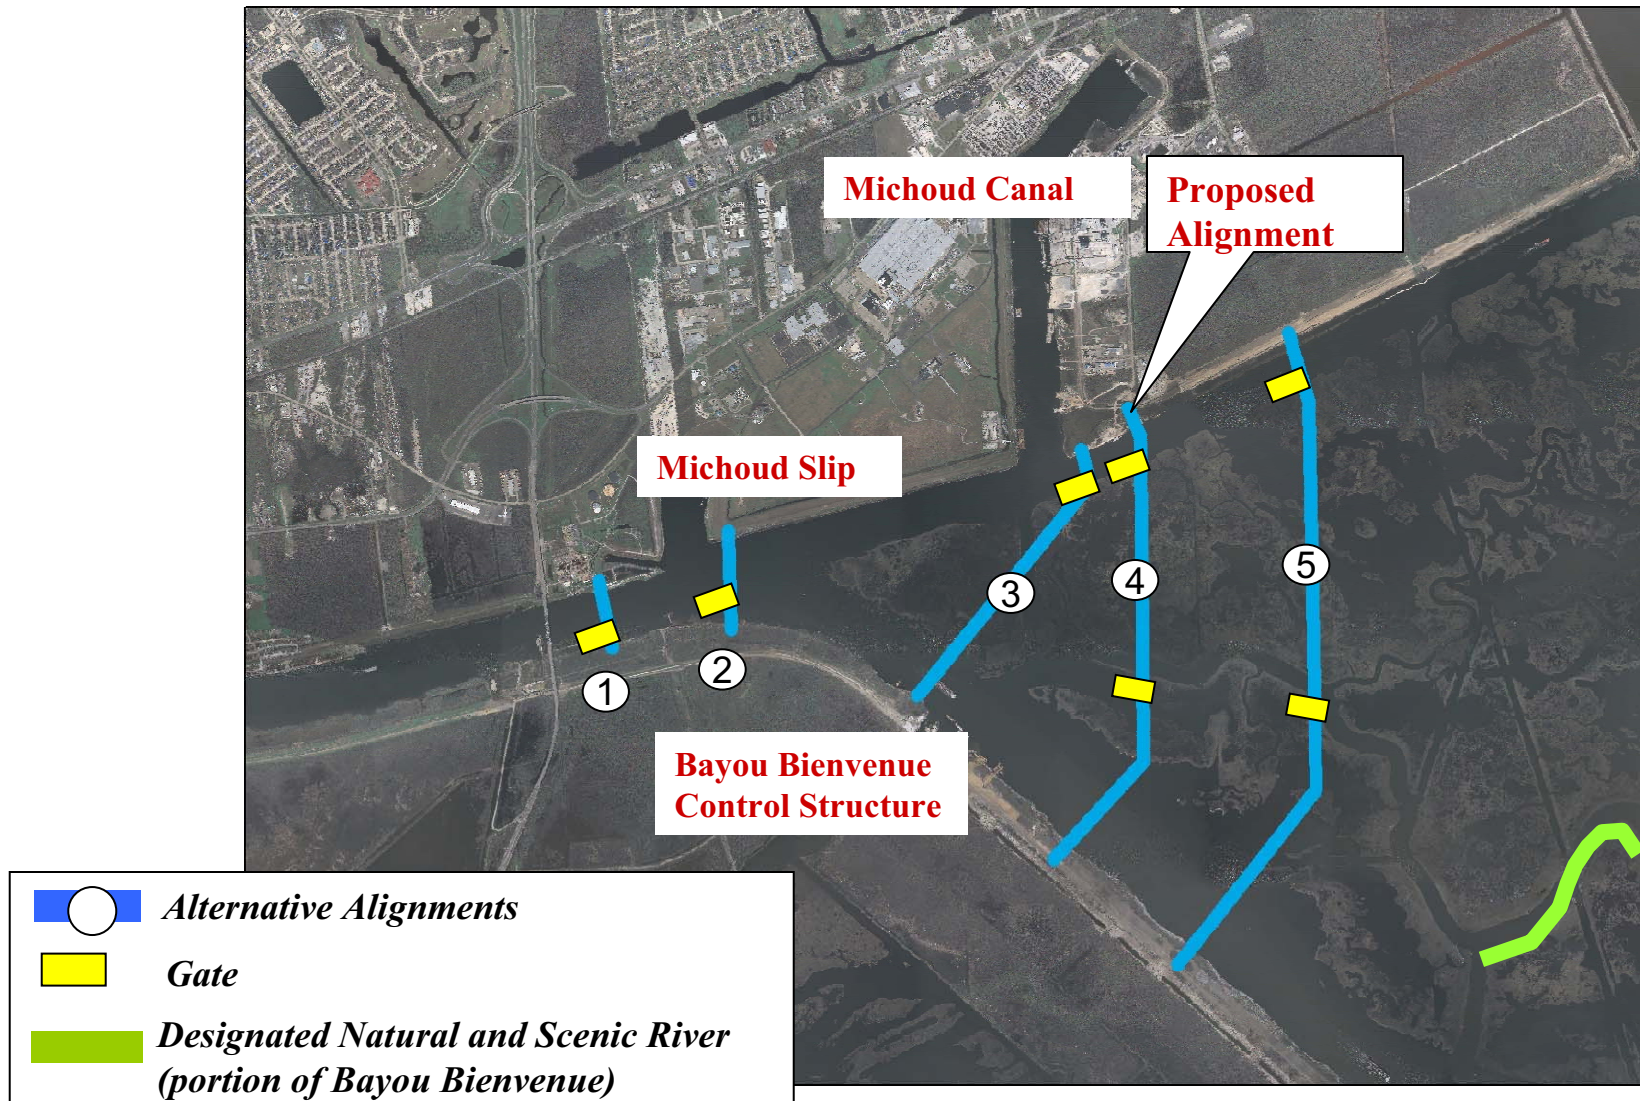 Michoud Canal
Proposed
Alignment
Michoud Slip
1
2
3
4
5
Bayou Bienvenue
Control Structure
Alternative Alignments
Gate
Designated Natural and Scenic River
(portion of Bayou Bienvenue)